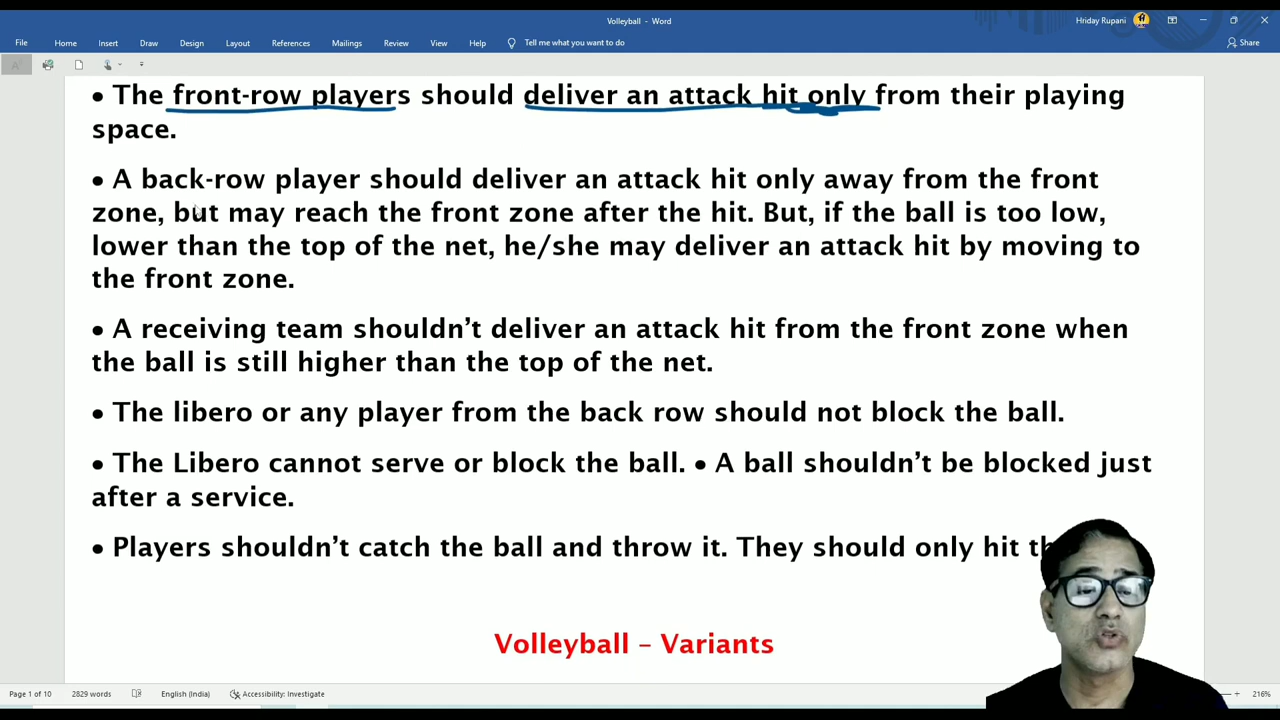 Volleyball - Word
Hriday Rupani
File Home Insert Draw Design Layout References Mailings Review View Help Tell me what you want to do Share
• The front-row players should deliver an attack hit only from their playing
space.
• A back-row player should deliver an attack hit only away from the front
zone, but may reach the front zone after the hit. But, if the ball is too low,
lower than the top of the net, he/she may deliver an attack hit by moving to
the front zone.
• A receiving team shouldn't deliver an attack hit from the front zone when
the ball is still higher than the top of the net.
• The libero or any player from the back row should not block the ball.
• The Libero cannot serve or block the ball. • A ball shouldn't be blocked just
after a service.
• Players shouldn't catch the ball and throw it. They should only hit
Volleyball – Variants
Page 1 of 10 2829 words English (India) Accessibility: Investigate 216%